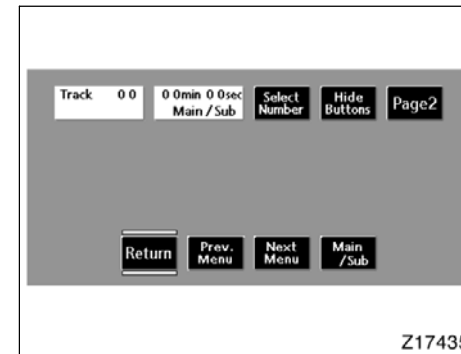 Track 0 0
0 0min 0 0sec
Main / Sub
Select
Number
Hide
Buttons
Page2
Return
Prev.
Menu
Next
Menu
Main
/Sub
Z17435